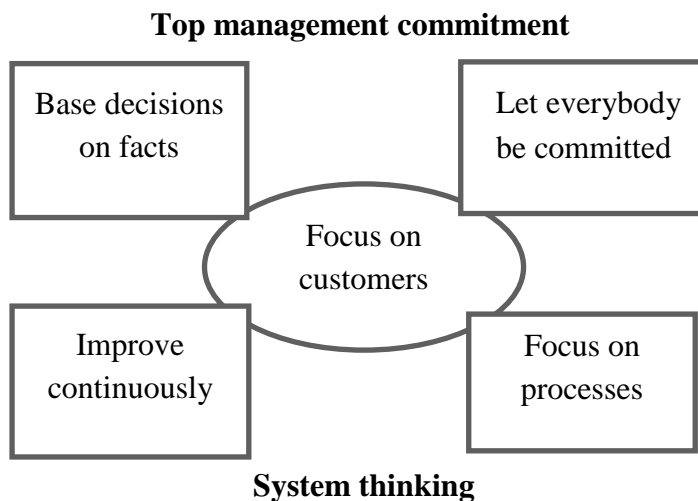 Top management commitment
Base decisions
on facts
Let everybody
be committed
Focus on
customers
Improve
continuously
Focus on
processes
System thinking